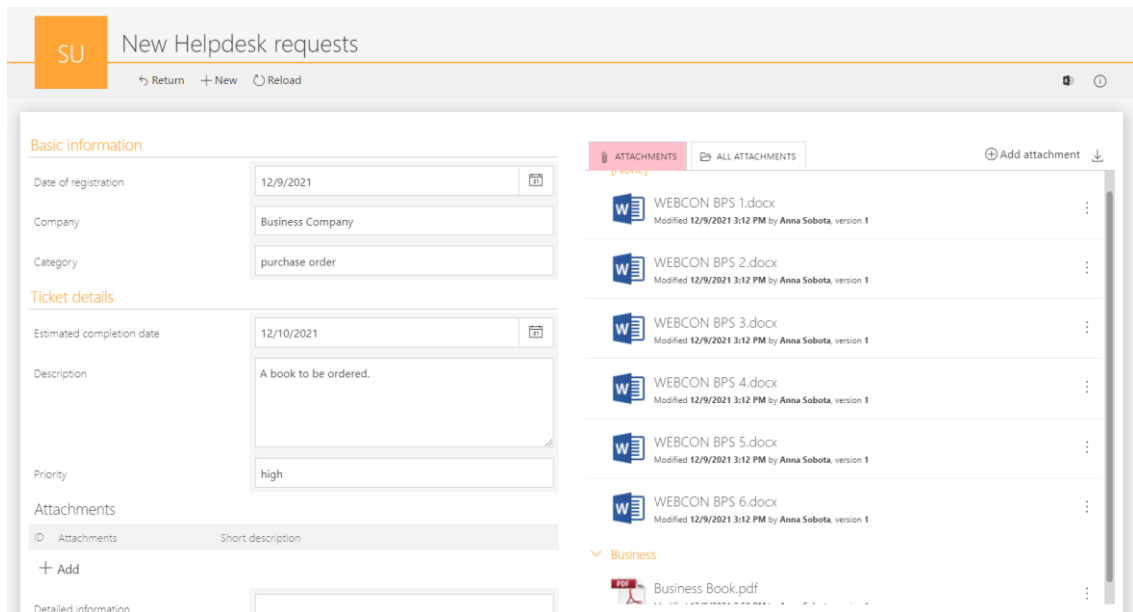 SU
New Helpdesk requests
Return New Reload
Basic information
Date of registration 12/9/2021
Company Business Company
Category purchase order
Ticket details
Estimated completion date 12/10/2021
Description A book to be ordered.
Priority high
Attachments
ID Attachments Short description
+ Add
Detailed information
ATTACHMENTS ALL ATTACHMENTS Add attachment
(None)
WEBCON BPS 1.docx
Modified 12/9/2021 3:12 PM by Anna Sobota, version 1
WEBCON BPS 2.docx
Modified 12/9/2021 3:12 PM by Anna Sobota, version 1
WEBCON BPS 3.docx
Modified 12/9/2021 3:12 PM by Anna Sobota, version 1
WEBCON BPS 4.docx
Modified 12/9/2021 3:12 PM by Anna Sobota, version 1
WEBCON BPS 5.docx
Modified 12/9/2021 3:12 PM by Anna Sobota, version 1
WEBCON BPS 6.docx
Modified 12/9/2021 3:12 PM by Anna Sobota, version 1
Business
PDF
Business Book.pdf